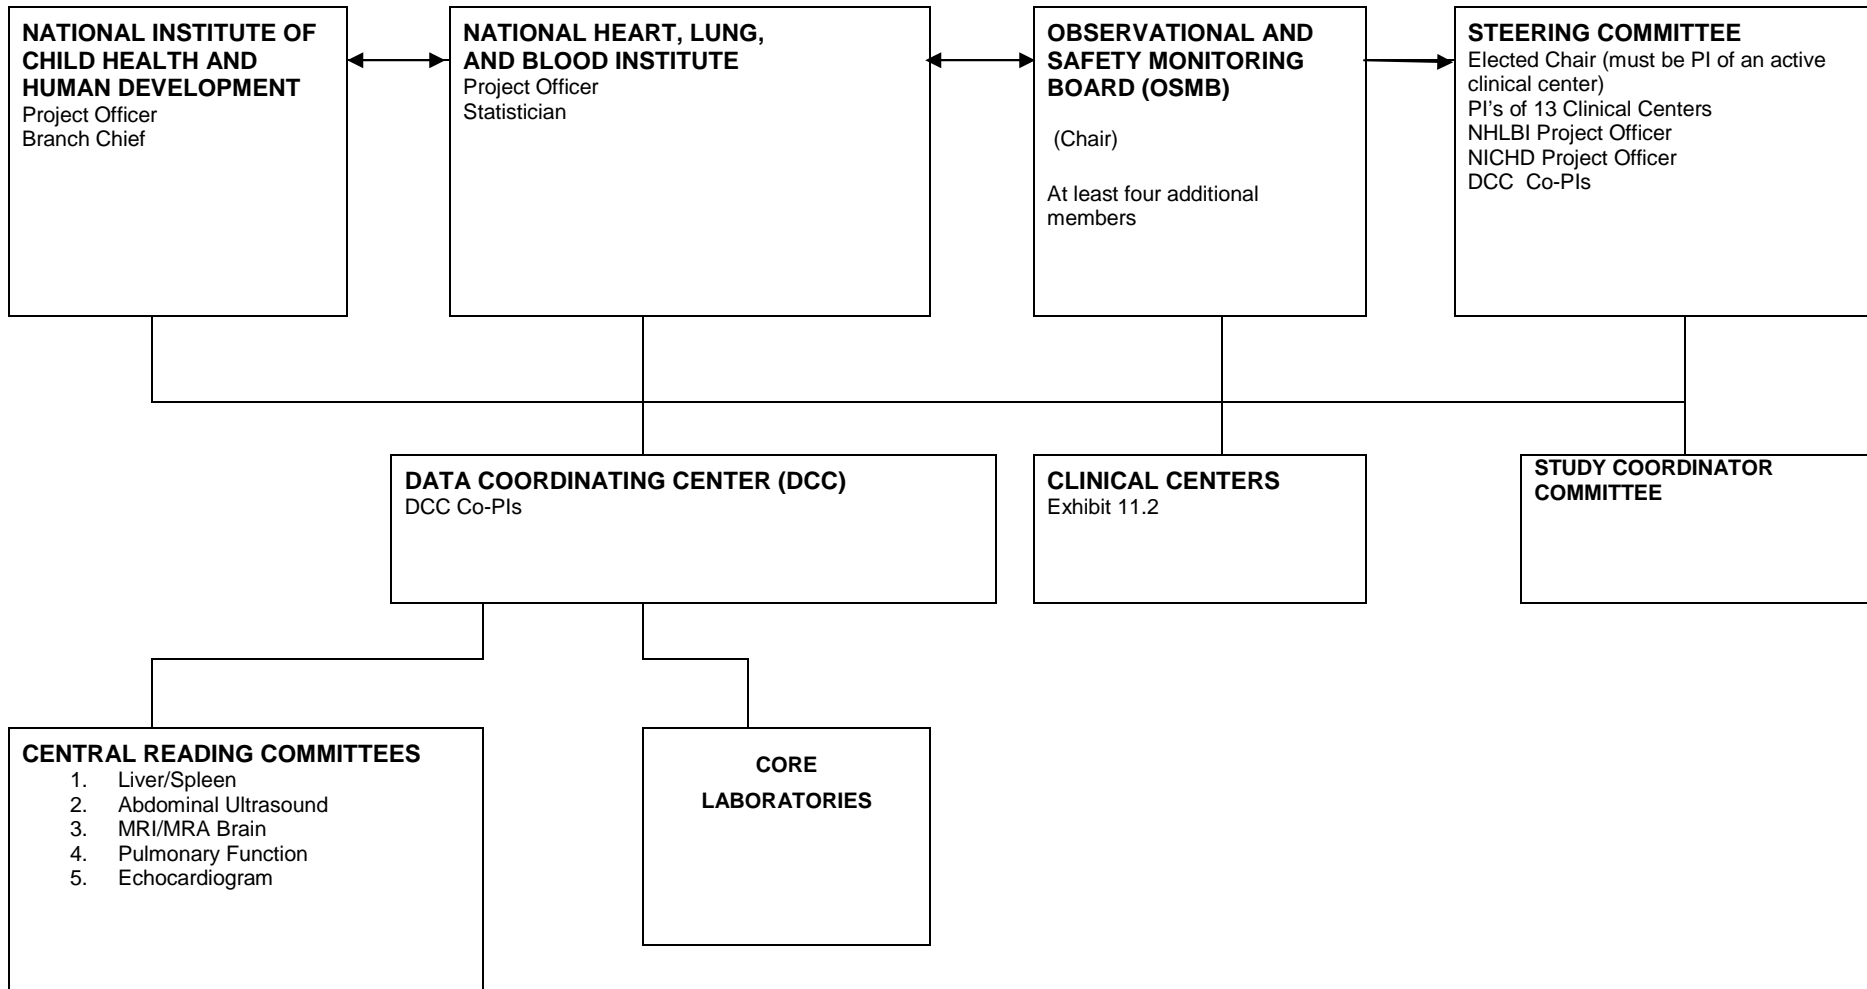 NATIONAL INSTITUTE OF
CHILD HEALTH AND
HUMAN DEVELOPMENT
Project Officer
Branch Chief
NATIONAL HEART, LUNG,
AND BLOOD INSTITUTE
Project Officer
Statistician
OBSERVATIONAL AND
SAFETY MONITORING
BOARD (OSMB)
(Chair)
At least four additional
members
STEERING COMMITTEE
Elected Chair (must be PI of an active
clinical center)
PI's of 13 Clinical Centers
NHLBI Project Officer
NICHD Project Officer
DCC Co-PIs
DATA COORDINATING CENTER (DCC)
DCC Co-PIs
CLINICAL CENTERS
Exhibit 11.2
STUDY COORDINATOR
COMMITTEE
CENTRAL READING COMMITTEES
1. Liver/Spleen
2. Abdominal Ultrasound
3. MRI/MRA Brain
4. Pulmonary Function
5. Echocardiogram
CORE
LABORATORIES